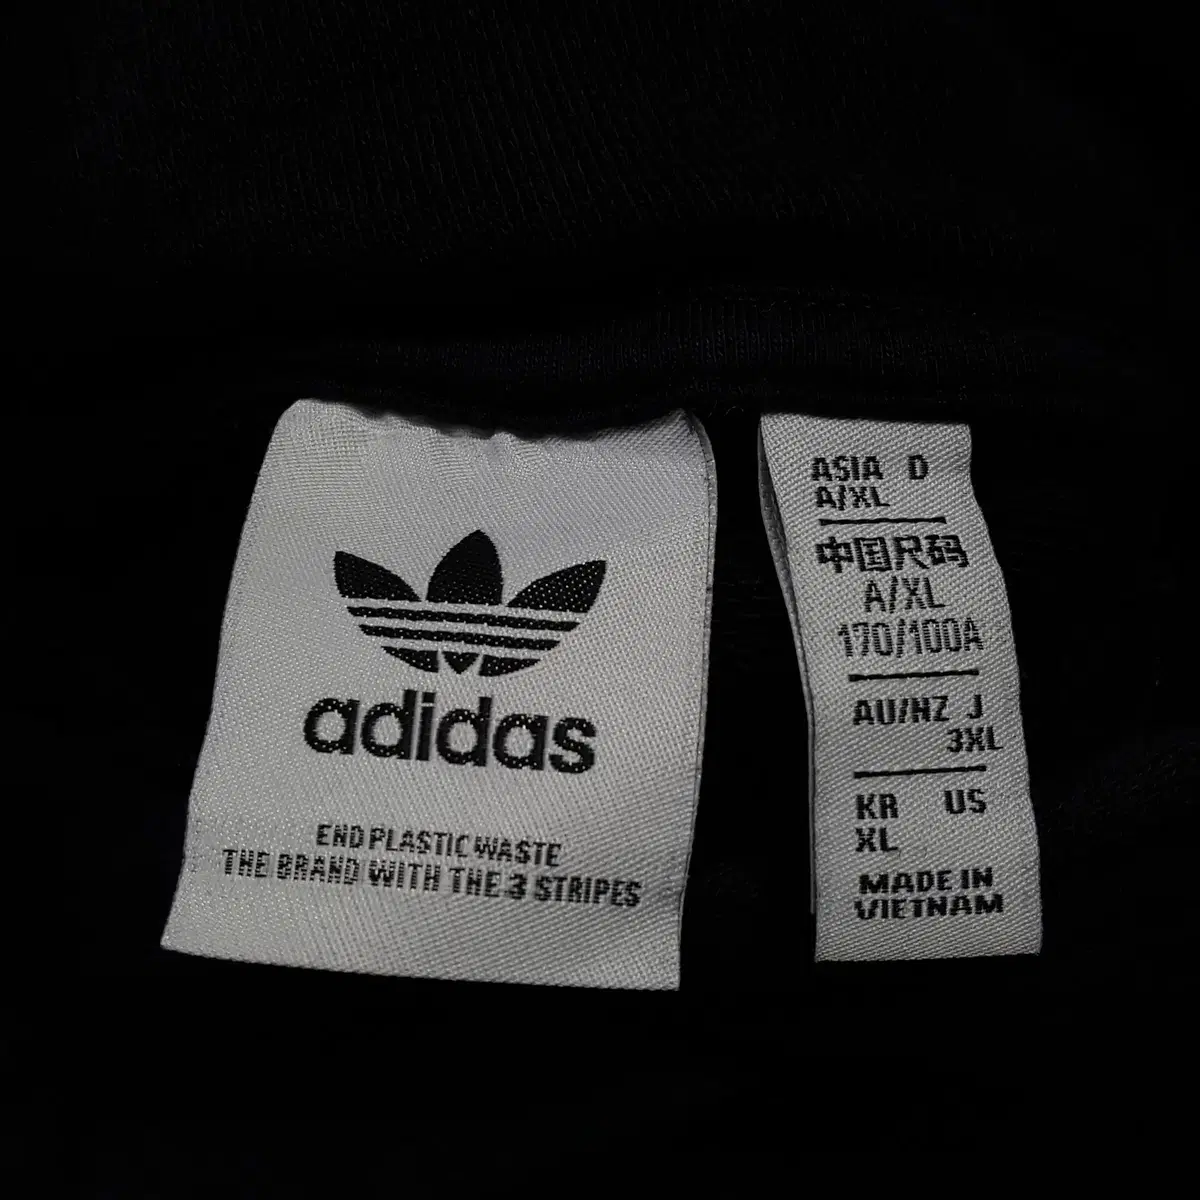 adidas
END PLASTIC WASTE
THE BRAND WITH THE 3 STRIPES
ASIA D
A/XL
中国尺码
A/XL
170/100A
AU/NZ J
3XL
KR US
XL
MADE IN
VIETNAM